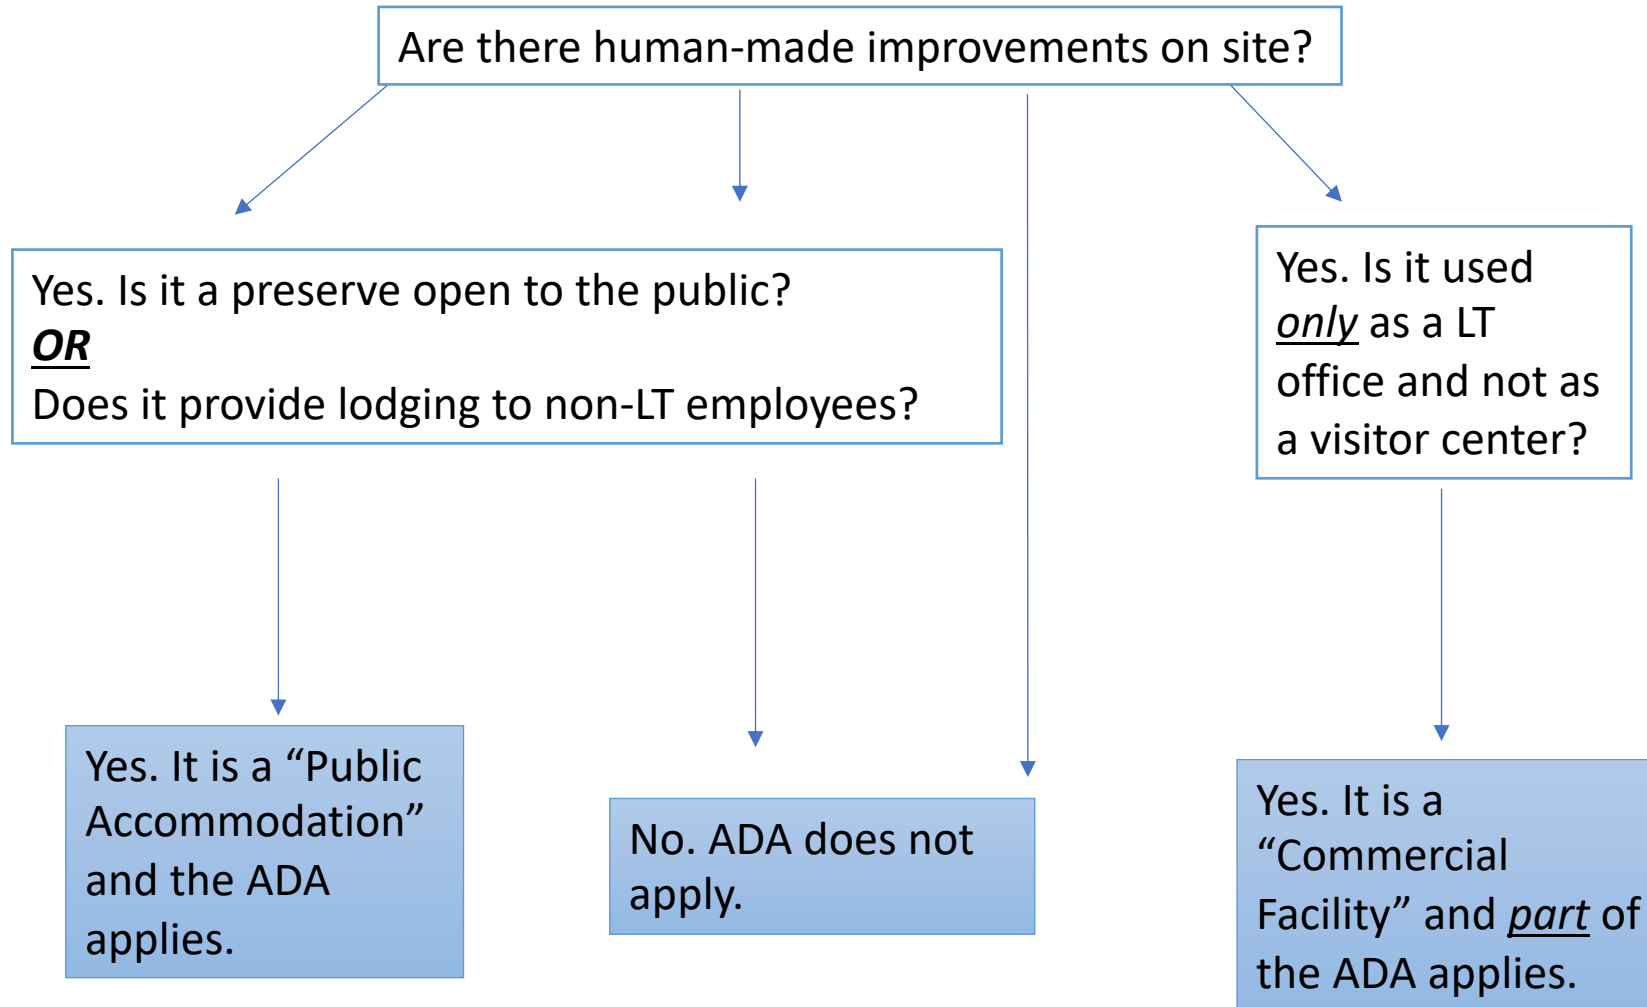 Are there human-made improvements on site?
Yes. Is it a preserve open to the public?
OR
Does it provide lodging to non-LT employees?
Yes. Is it used
only as a LT
office and not as
a visitor center?
Yes. It is a “Public
Accommodation”
and the ADA
applies.
No. ADA does not
apply.
Yes. It is a
“Commercial
Facility” and part of
the ADA applies.